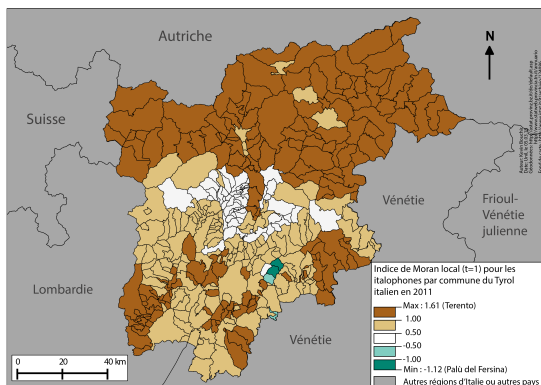 Autriche
N
Suisse
Vénétie
Frioul-
Vénétie
julienne
Lombardie
Vénétie
Indice de Moran local (t=1) pour les
italophones par commune du Tyrol
italien en 2011
Max : 1.61 (Terento)
1.00
0.50
-0.50
-1.00
Min : -1.12 (Palù del Fersina)
Autres régions d'Italie ou autres pays
0 20 40 km